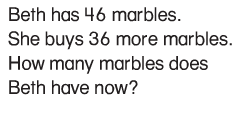 Beth has 46 marbles.
She buys 36 more marbles.
How many marbles does
Beth have now?